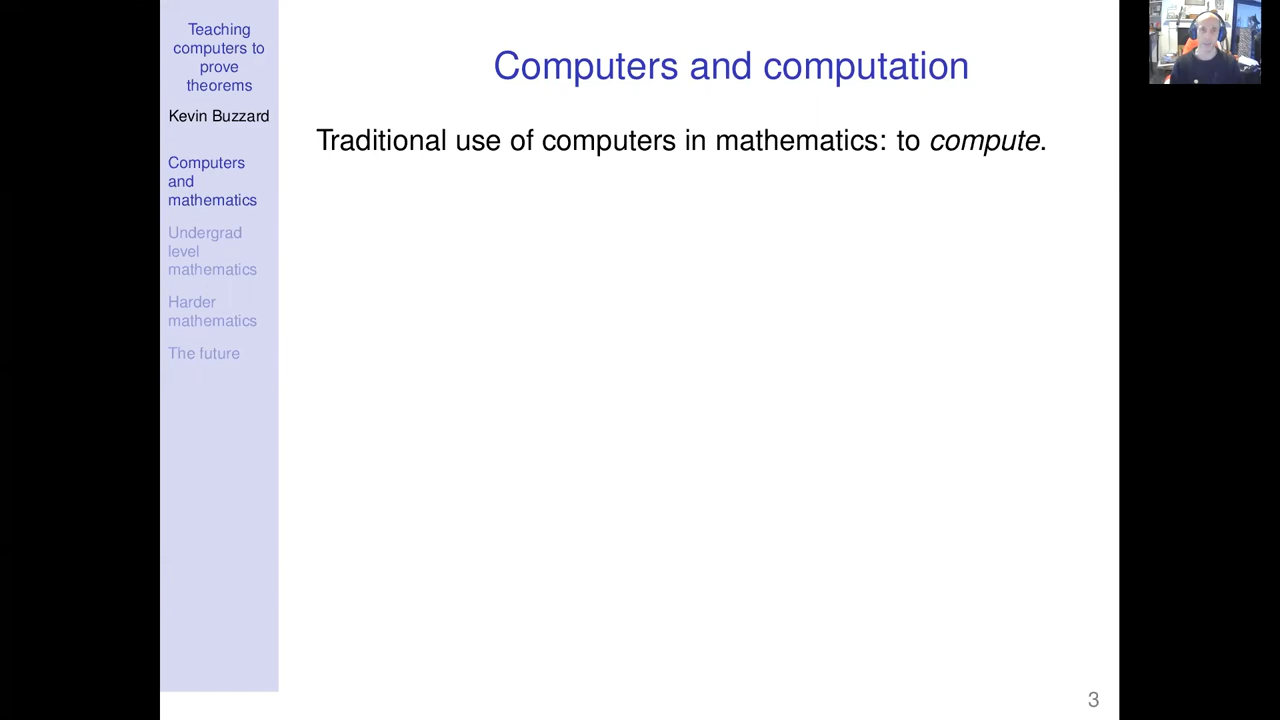 Teaching
computers to
prove
theorems
Kevin Buzzard
Computers
and
mathematics
Undergrad
level
mathematics
Harder
mathematics
The future
Computers and computation
Traditional use of computers in mathematics: to compute.
3